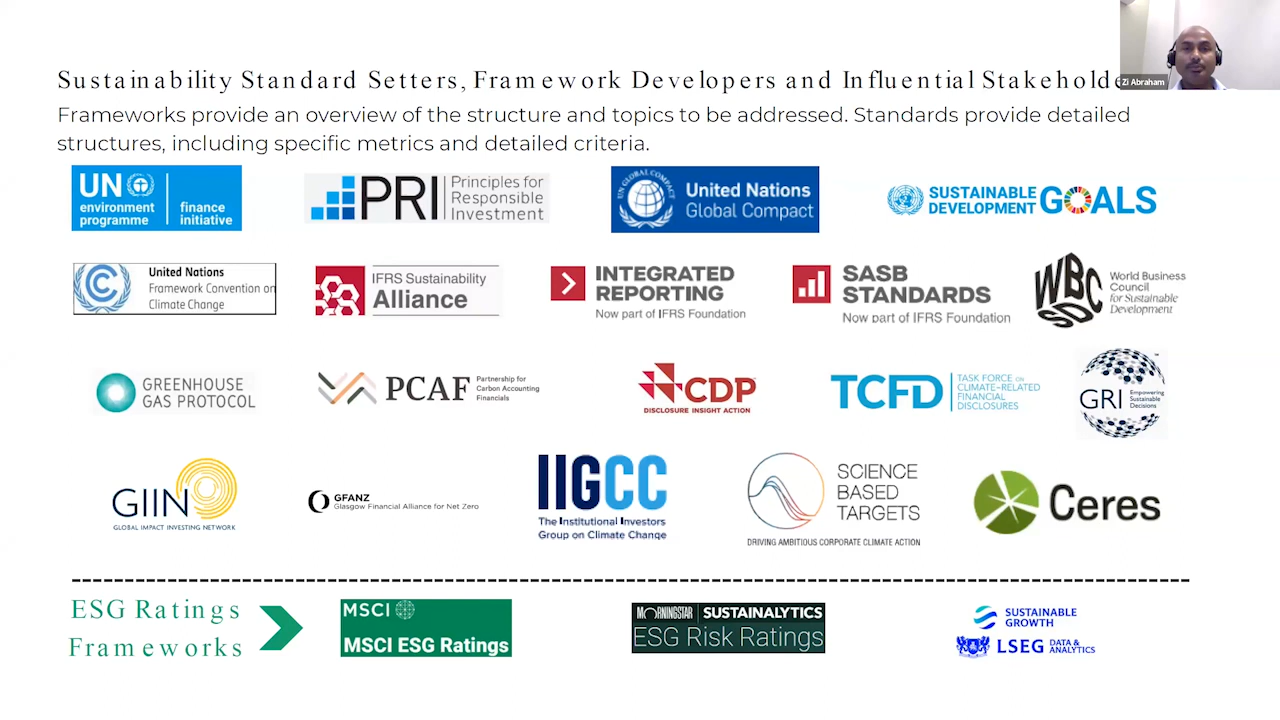 Sustainability Standard Setters, Framework Developers and Influential Stakeholde
Zi Abraham
Frameworks provide an overview of the structure and topics to be addressed. Standards provide detailed
structures, including specific metrics and detailed criteria.
UN
environment
programme
finance
initiative
PRI
Principles for
Responsible
Investment
UN GLOBAL COMPACT
United Nations
Global Compact
SUSTAINABLE
DEVELOPMENT
GOALS
United Nations
Framework Convention on
Climate Change
IFRS Sustainability
Alliance
INTEGRATED
REPORTING
Now part of IFRS Foundation
SASB
STANDARDS
Now part of IFRS Foundation
WBC
SD
World Business
Council
for Sustainable
Development
GREENHOUSE
GAS PROTOCOL
PCAF
Partnership for
Carbon Accounting
Financials
CDP
DISCLOSURE INSIGHT ACTION
TCFD
TASK FORCE ON
CLIMATE-RELATED
FINANCIAL
DISCLOSURES
GRI
Empowering
Sustainable
Decisions
GIIN
GLOBAL IMPACT INVESTING NETWORK
GFANZ
Glasgow Financial Alliance for Net Zero
IIGCC
The Institutional Investors
Group on Climate Change
SCIENCE
BASED
TARGETS
DRIVING AMBITIOUS CORPORATE CLIMATE ACTION
Ceres
ESG Ratings
Frameworks
MSCI
MSCI ESG Ratings
MORNINGSTAR SUSTAINALYTICS
ESG Risk Ratings
SUSTAINABLE
GROWTH
LSEG DATA &
ANALYTICS